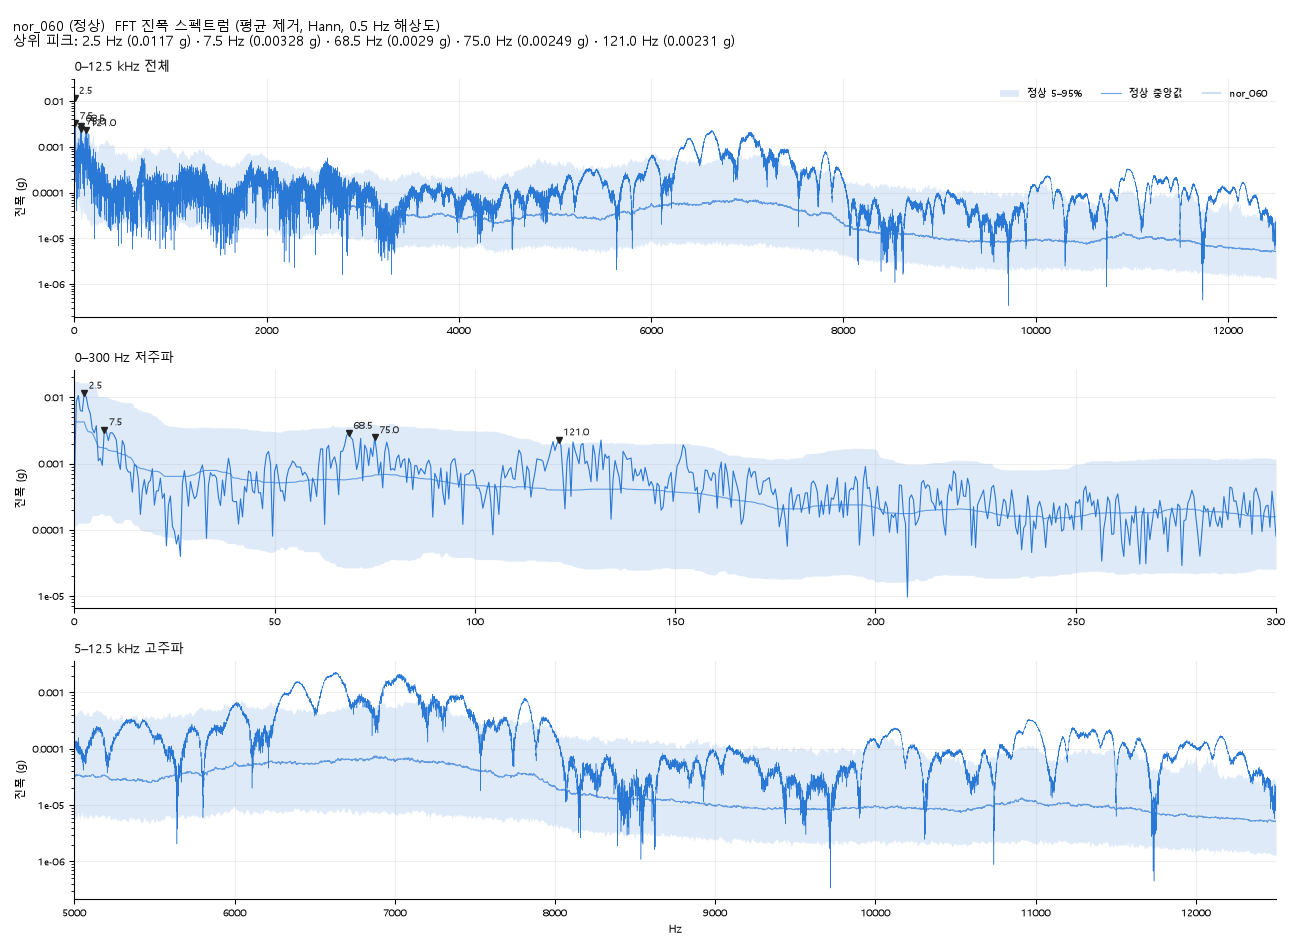 nor_060 (정상)  FFT 진폭 스펙트럼 (평균 제거, Hann, 0.5 Hz 해상도)
상위 피크: 2.5 Hz (0.0117 g) · 7.5 Hz (0.00328 g) · 68.5 Hz (0.0029 g) · 75.0 Hz (0.00249 g) · 121.0 Hz (0.00231 g)
0–12.5 kHz 전체
정상 5–95%
정상 중앙값
nor_060
2.5
121.0
0.01
0.001
0.0001
1e-05
1e-06
진폭 (g)
0
2000
4000
6000
8000
10000
12000
0–300 Hz 저주파
2.5
7.5
68.5
75.0
121.0
0.01
0.001
0.0001
1e-05
진폭 (g)
0
50
100
150
200
250
300
5–12.5 kHz 고주파
0.001
0.0001
1e-05
1e-06
진폭 (g)
5000
6000
7000
8000
9000
10000
11000
12000
Hz